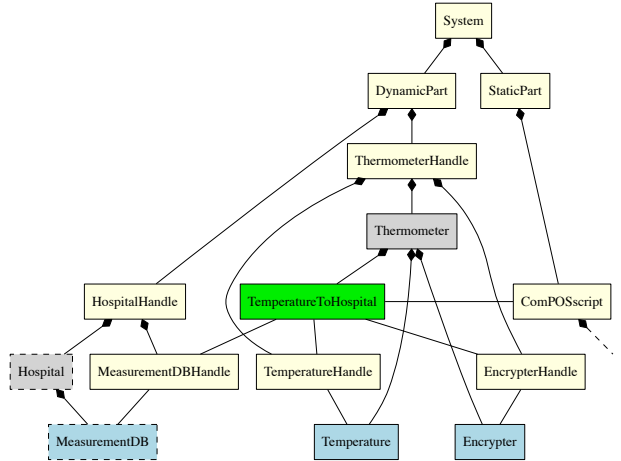 System
DynamicPart
StaticPart
ThermometerHandle
Thermometer
HospitalHandle
TemperatureToHospital
ComPOSscript
Hospital
MeasurementDBHandle
TemperatureHandle
EncrypterHandle
MeasurementDB
Temperature
Encrypter